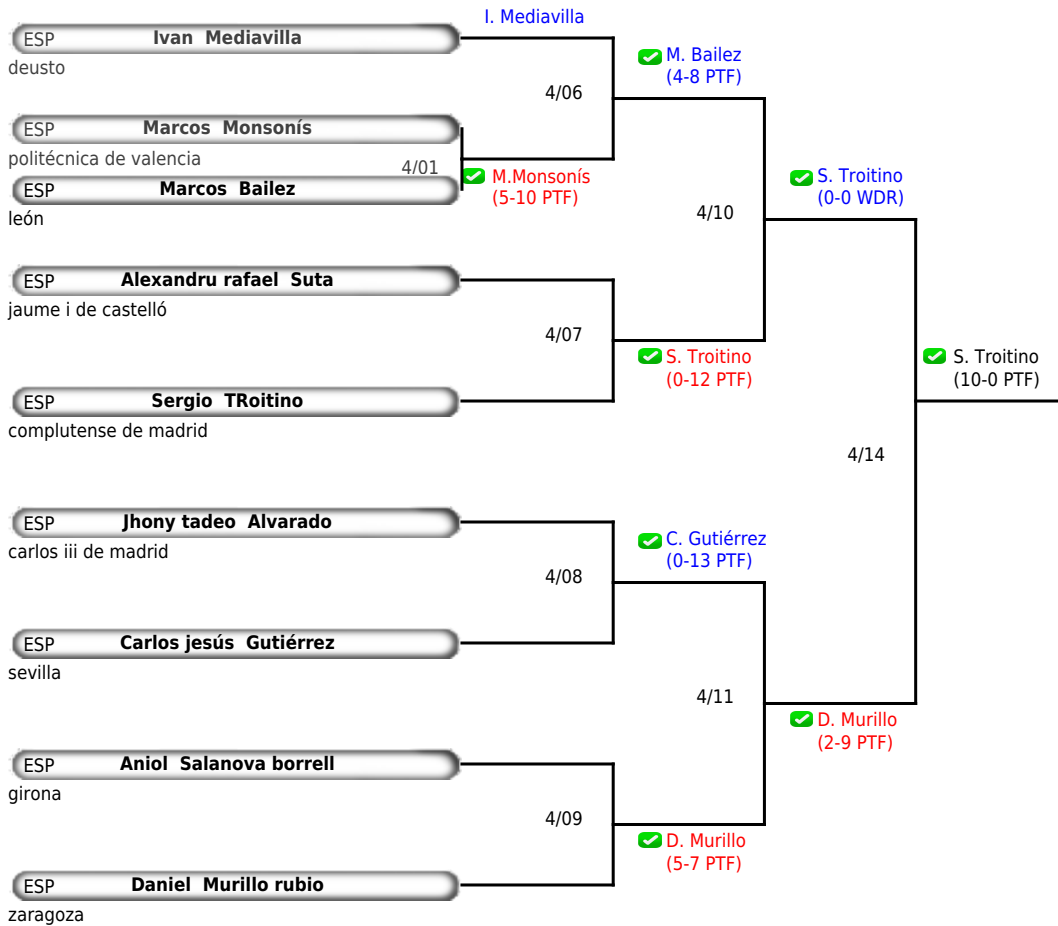 I. Mediavilla
ESP Ivan Mediavilla
deusto
M. Bailez
(4-8 PTF)
4/06
ESP Marcos Monsonís
politécnica de valencia
4/01
M.Monsonís
(5-10 PTF)
ESP Marcos Bailez
león
S. Troitino
(0-0 WDR)
4/10
ESP Alexandru rafael Suta
jaume i de castelló
4/07
S. Troitino
(0-12 PTF)
S. Troitino
(10-0 PTF)
ESP Sergio TRoitino
complutense de madrid
4/14
ESP Jhony tadeo Alvarado
carlos iii de madrid
C. Gutiérrez
(0-13 PTF)
4/08
ESP Carlos jesús Gutiérrez
sevilla
4/11
D. Murillo
(2-9 PTF)
ESP Aniol Salanova borrell
girona
4/09
D. Murillo
(5-7 PTF)
ESP Daniel Murillo rubio
zaragoza